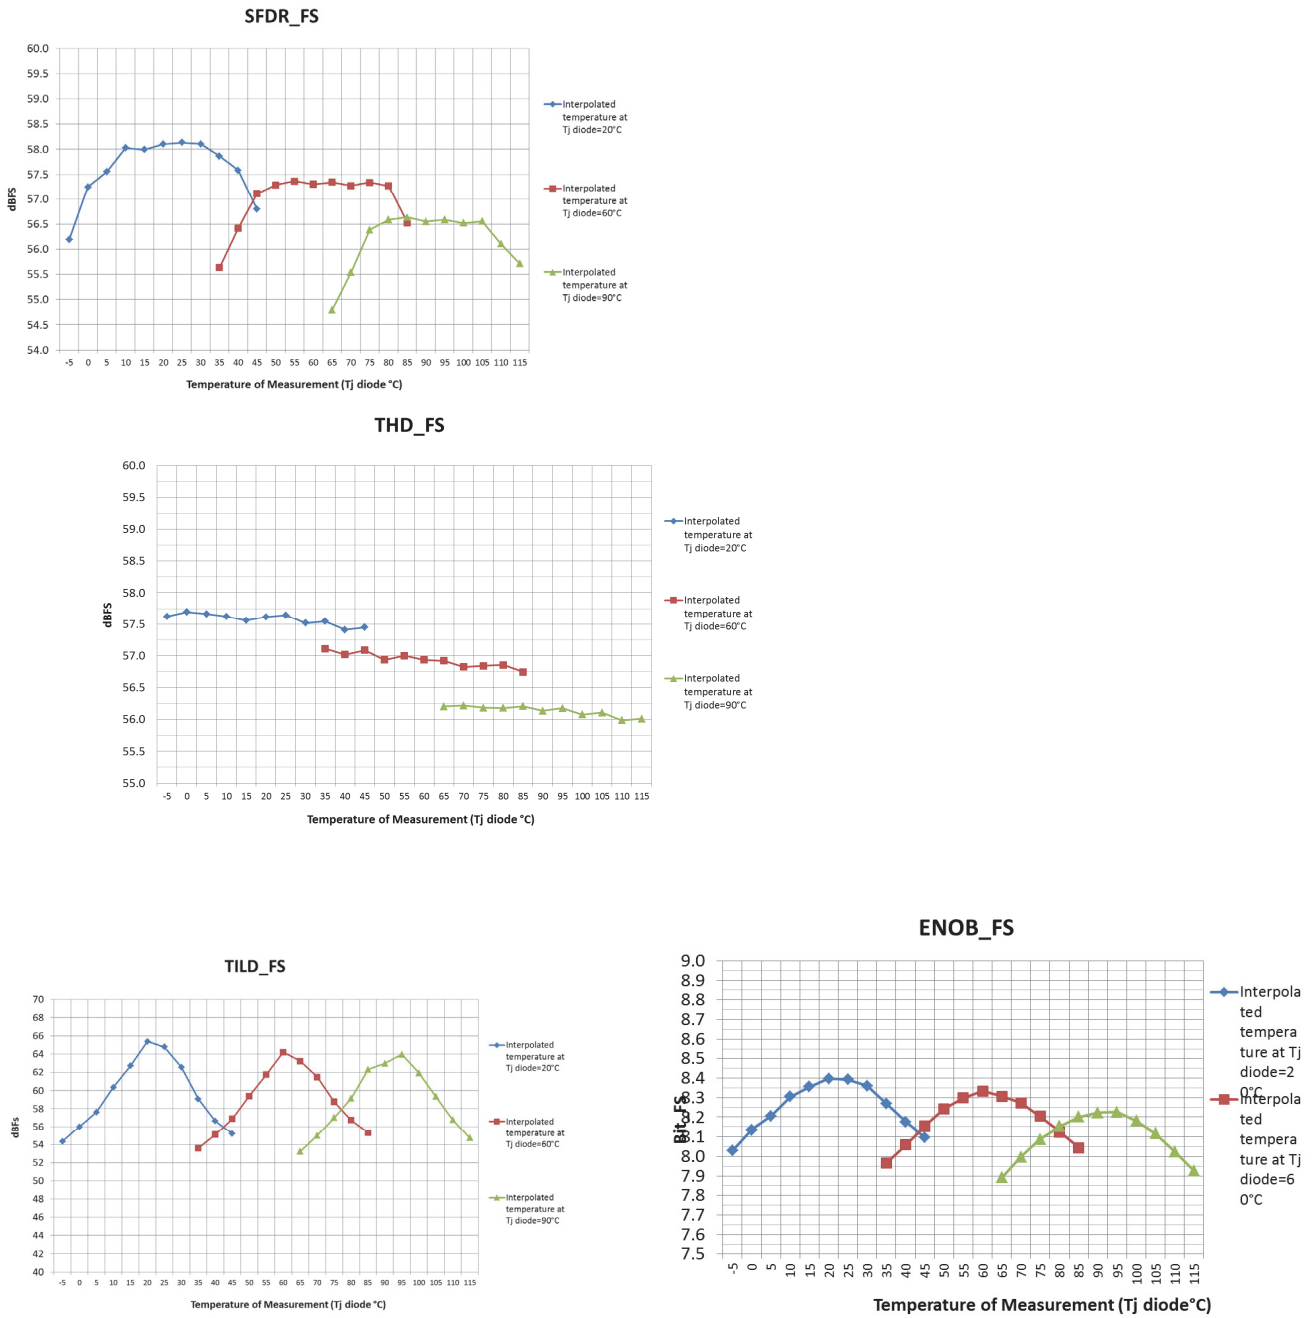 SFDR_FS
60.0
59.5
59.0
58.5
58.0
57.5
57.0
56.5
56.0
55.5
55.0
54.5
54.0
dBFS
-5 0 5 10 15 20 25 30 35 40 45 50 55 60 65 70 75 80 85 90 95 100 105 110 115
Temperature of Measurement (Tj diode °C)
Interpolated
temperature at
Tj diode=20°C
Interpolated
temperature at
Tj diode=60°C
Interpolated
temperature at
Tj diode=90°C
THD_FS
60.0
59.5
59.0
58.5
58.0
57.5
57.0
56.5
56.0
55.0
dBFS
-5 0 5 10 15 20 25 30 35 40 45 50 55 60 65 70 75 80 85 90 95 100 105 110 115
Temperature of Measurement (Tj diode °C)
Interpolated
temperature at
Tj diode=20°C
Interpolated
temperature at
Tj diode=60°C
Interpolated
temperature at
Tj diode=90°C
TILD_FS
70
68
66
64
62
60
58
56
54
52
50
48
46
44
42
40
dBFs
-5 0 5 10 15 20 25 30 35 40 45 50 55 60 65 70 75 80 85 90 95 100 105 110 115
Temperature of Measurement (Tj diode °C)
Interpolated
temperature at
Tj diode=20°C
Interpolated
temperature at
Tj diode=60°C
Interpolated
temperature at
Tj diode=90°C
ENOB_FS
9.0
8.9
8.8
8.7
8.6
8.5
8.4
8.3
8.2
8.1
8.0
7.9
7.8
7.7
7.6
7.5
Bit_FS
-5 0 5 10 15 20 25 30 35 40 45 50 55 60 65 70 75 80 85 90 95 100 105 110 115
Temperature of Measurement (Tj diode°C)
Interpola
ted
tempera
ture at Tj
diode=2
0°C
Interpola
ted
tempera
ture at Tj
diode=6
0°C